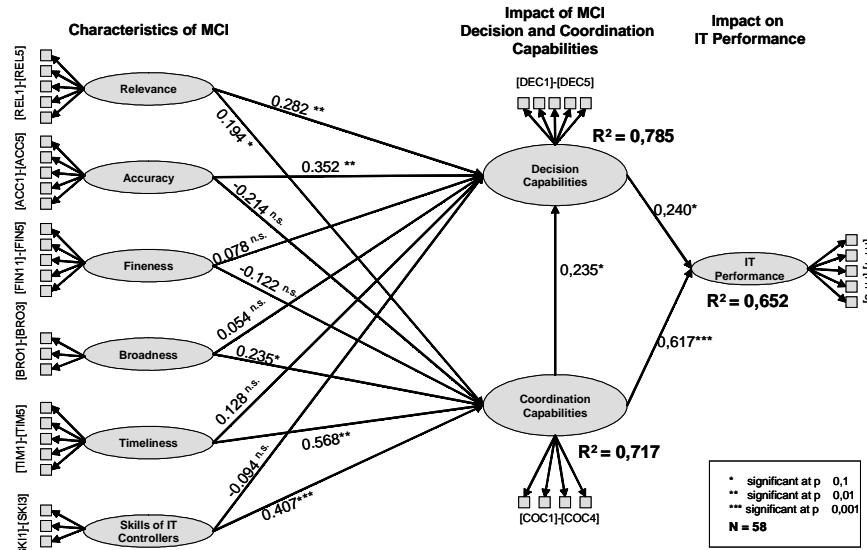 Characteristics of MCI
Impact of MCI
Decision and Coordination
Capabilities
Impact on
IT Performance
[REL1]-[REL5]
Relevance
0.282 **
0.194 *
[DEC1]-[DEC5]
R² = 0,785
Decision
Capabilities
[ACC1]-[ACC5]
Accuracy
0.352 **
-0.214 n.s.
[FIN11]-[FIN5]
Fineness
0.078 n.s.
-0.122 n.s.
0,240*
0,235*
IT
Performance
R² = 0,652
[BRO1]-[BRO3]
Broadness
0.054 n.s.
0.235*
0,617***
Coordination
Capabilities
R² = 0,717
[TIM1]-[TIM5]
Timeliness
0.128 n.s.
0.568**
[COC1]-[COC4]
SKI1]-[SKI3]
Skills of IT
Controllers
-0.094 n.s.
0.407***
* significant at p 0,1
** significant at p 0,01
*** significant at p 0,001
N = 58